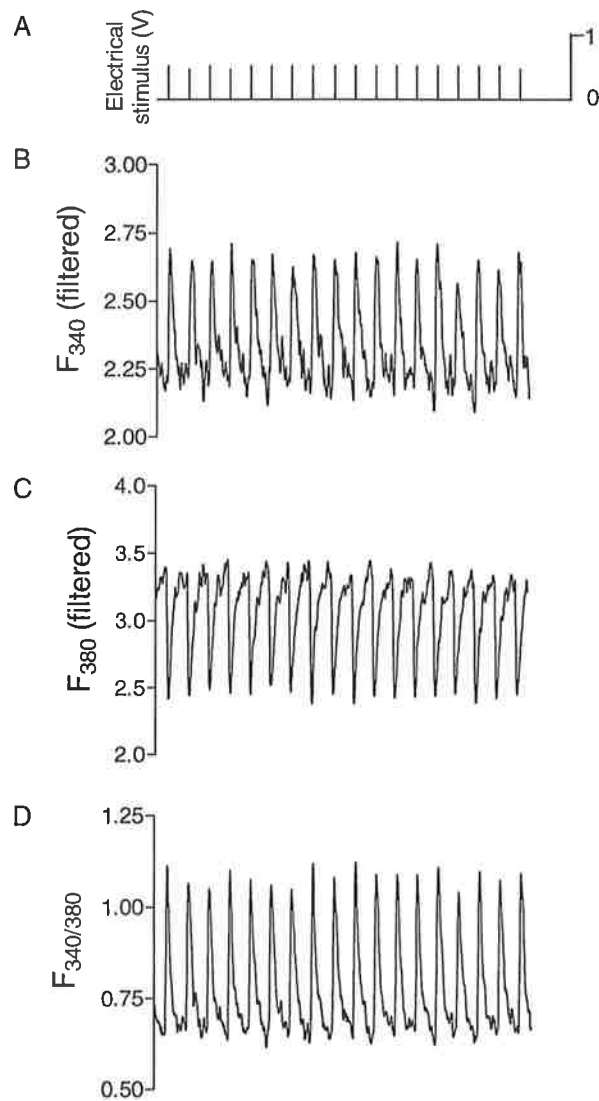 A
Electrical
stimulus (V)
1
0
B
F340 (filtered)
3.00
2.75
2.50
2.25
2.00
C
F380 (filtered)
4.0
3.5
3.0
2.5
2.0
D
F340/380
1.25
1.00
0.75
0.50